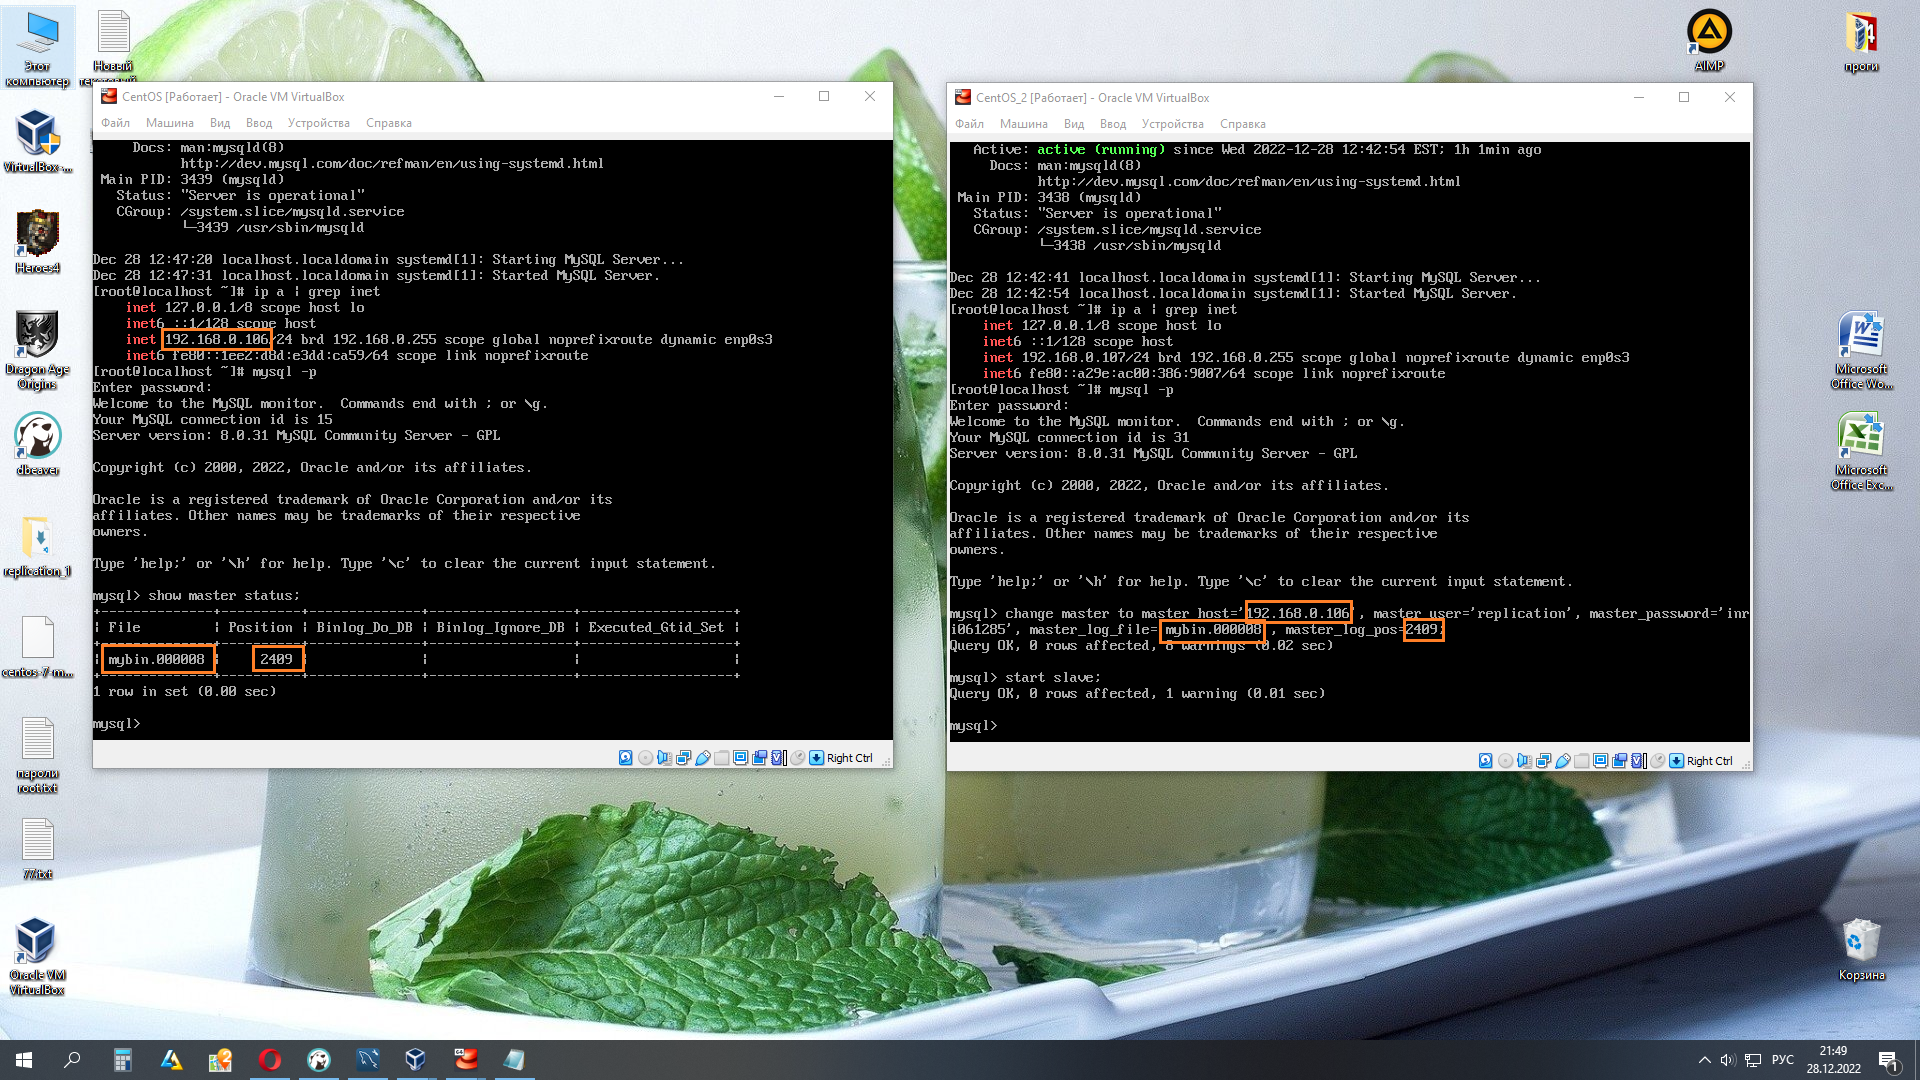 Этот
компьютер
Новый
VirtualBox-...
Heroes4
Dragon Age
Origins
dbeaver
replication_1
centos-7-m...
пароли
root.txt
77.txt
Oracle VM
VirtualBox
CentOS [Работает] - Oracle VM VirtualBox
Файл Машина Вид Ввод Устройства Справка
Docs: man:mysqld(8)
http://dev.mysql.com/doc/refman/en/using-systemd.html
Main PID: 3439 (mysqld)
Status: "Server is operational"
CGroup: /system.slice/mysqld.service
└─3439 /usr/sbin/mysqld
Dec 28 12:47:20 localhost.localdomain systemd[1]: Starting MySQL Server...
Dec 28 12:47:31 localhost.localdomain systemd[1]: Started MySQL Server.
[root@localhost ~]# ip a | grep inet
inet 127.0.0.1/8 scope host lo
inet6 ::1/128 scope host
inet 192.168.0.106/24 brd 192.168.0.255 scope global noprefixroute dynamic enp0s3
inet6 fe80::1ee2:d8d:e3dd:ca59/64 scope link noprefixroute
[root@localhost ~]# mysql -p
Enter password:
Welcome to the MySQL monitor.  Commands end with ; or \g.
Your MySQL connection id is 15
Server version: 8.0.31 MySQL Community Server - GPL
Copyright (c) 2000, 2022, Oracle and/or its affiliates.
Oracle is a registered trademark of Oracle Corporation and/or its
affiliates. Other names may be trademarks of their respective
owners.
Type 'help;' or '\h' for help. Type '\c' to clear the current input statement.
mysql> show master status;
+---------------+----------+--------------+------------------+-------------------+
| File          | Position | Binlog_Do_DB | Binlog_Ignore_DB | Executed_Gtid_Set |
+---------------+----------+--------------+------------------+-------------------+
| mybin.000008  |     2409 |              |                  |                   |
+---------------+----------+--------------+------------------+-------------------+
1 row in set (0.00 sec)
mysql>
Right Ctrl
CentOS_2 [Работает] - Oracle VM VirtualBox
Файл Машина Вид Ввод Устройства Справка
Active: active (running) since Wed 2022-12-28 12:42:54 EST; 1h 1min ago
Docs: man:mysqld(8)
http://dev.mysql.com/doc/refman/en/using-systemd.html
Main PID: 3438 (mysqld)
Status: "Server is operational"
CGroup: /system.slice/mysqld.service
└─3438 /usr/sbin/mysqld
Dec 28 12:42:41 localhost.localdomain systemd[1]: Starting MySQL Server...
Dec 28 12:42:54 localhost.localdomain systemd[1]: Started MySQL Server.
[root@localhost ~]# ip a | grep inet
inet 127.0.0.1/8 scope host lo
inet6 ::1/128 scope host
inet 192.168.0.107/24 brd 192.168.0.255 scope global noprefixroute dynamic enp0s3
inet6 fe80::a29e:ac00:386:9007/64 scope link noprefixroute
[root@localhost ~]# mysql -p
Enter password:
Welcome to the MySQL monitor.  Commands end with ; or \g.
Your MySQL connection id is 31
Server version: 8.0.31 MySQL Community Server - GPL
Copyright (c) 2000, 2022, Oracle and/or its affiliates.
Oracle is a registered trademark of Oracle Corporation and/or its
affiliates. Other names may be trademarks of their respective
owners.
Type 'help;' or '\h' for help. Type '\c' to clear the current input statement.
mysql> change master to master_host='192.168.0.106', master_user='replication', master_password='inr
i061285', master_log_file='mybin.000008', master_log_pos=2409;
Query OK, 0 rows affected, 8 warnings (0.02 sec)
mysql> start slave;
Query OK, 0 rows affected, 1 warning (0.01 sec)
mysql>
Right Ctrl
AIMP
проги
Microsoft
Office Wo...
Microsoft
Office Exc...
Корзина
РУС
21:49
28.12.2022
1